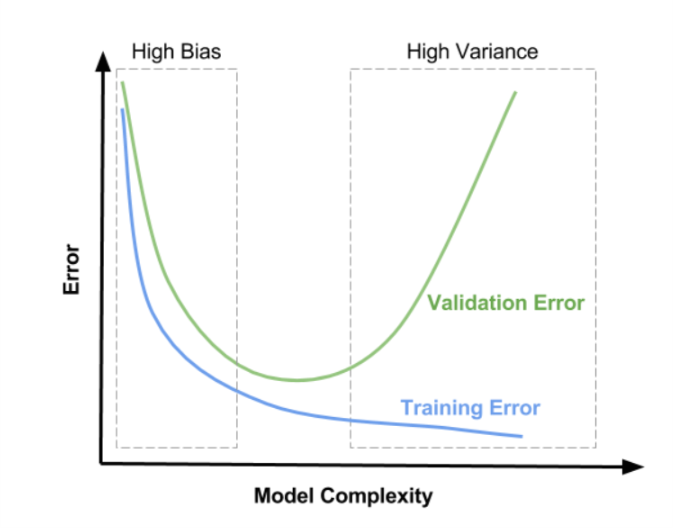 High Bias
High Variance
Error
Validation Error
Training Error
Model Complexity